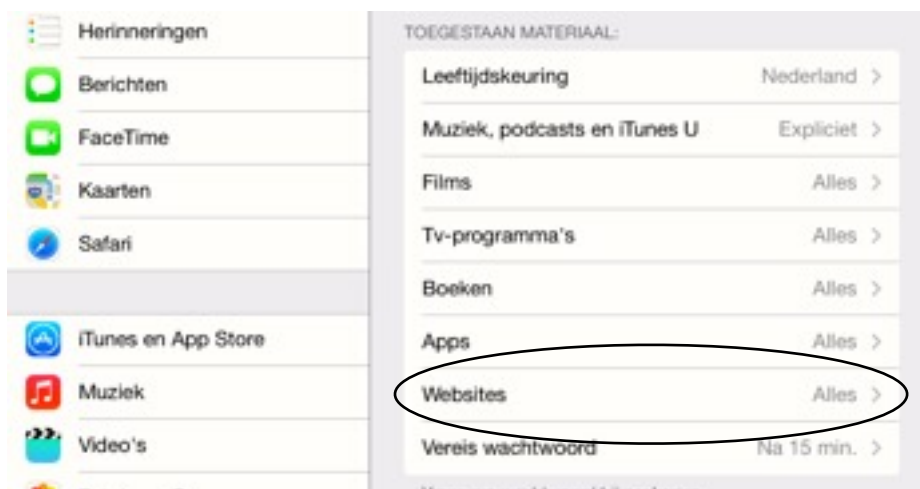 Herinneringen
Berichten
FaceTime
Kaarten
Safari
iTunes en App Store
Muziek
Video's
TOEGESTAAN MATERIAAL:
Leeftijdskeuring Nederland >
Muziek, podcasts en iTunes U Expliciet >
Films Alles >
Tv-programma's Alles >
Boeken Alles >
Apps Alles >
Websites Alles >
Vereis wachtwoord Na 15 min. >